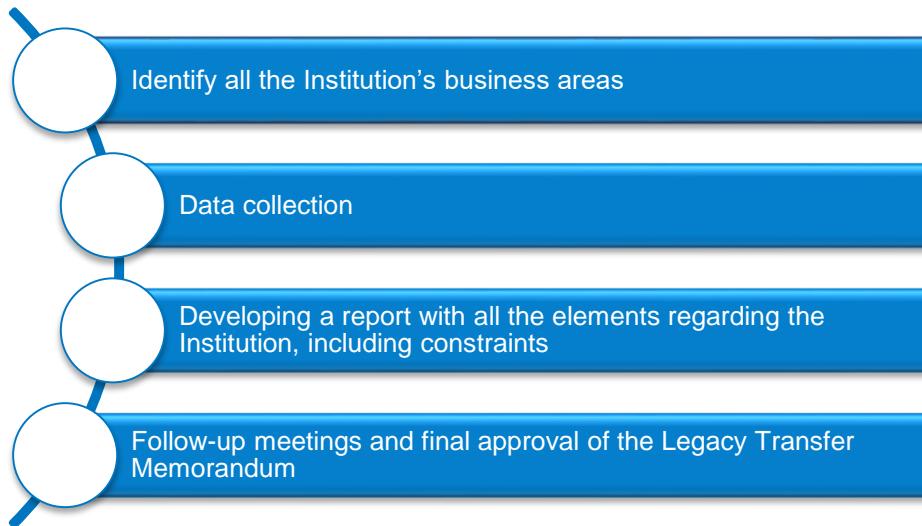 Identify all the Institution’s business areas
Data collection
Developing a report with all the elements regarding the
Institution, including constraints
Follow-up meetings and final approval of the Legacy Transfer
Memorandum